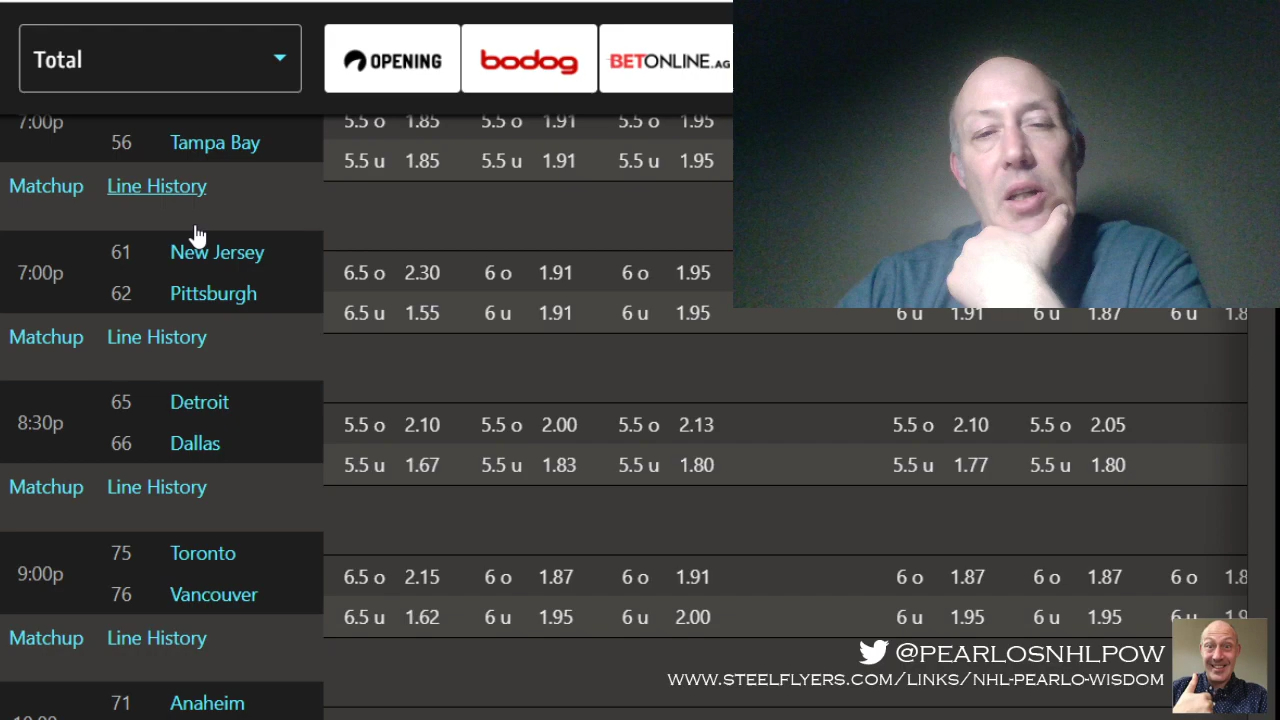 Total OPENING bodog BETONLINE.AG
7:00p 5.5 o 1.85 5.5 o 1.91 5.5 o 1.95
56 Tampa Bay
5.5 u 1.85 5.5 u 1.91 5.5 u 1.95
Matchup Line History
61 New Jersey
7:00p 6.5 o 2.30 6 o 1.91 6 o 1.95
62 Pittsburgh
6.5 u 1.55 6 u 1.91 6 u 1.95 6 u 1.91 6 u 1.87 6 u 1.8
Matchup Line History
65 Detroit
8:30p 5.5 o 2.10 5.5 o 2.00 5.5 o 2.13 5.5 o 2.10 5.5 o 2.05
66 Dallas
5.5 u 1.67 5.5 u 1.83 5.5 u 1.80 5.5 u 1.77 5.5 u 1.80
Matchup Line History
75 Toronto
9:00p 6.5 o 2.15 6 o 1.87 6 o 1.91 6 o 1.87 6 o 1.87 6 o 1.8
76 Vancouver
6.5 u 1.62 6 u 1.95 6 u 2.00 6 u 1.95 6 u 1.95 6 u 1.9
Matchup Line History
@PEARLOSNHLPOW
WWW.STEELFLYERS.COM/LINKS/NHL-PEARLO-WISDOM
71 Anaheim